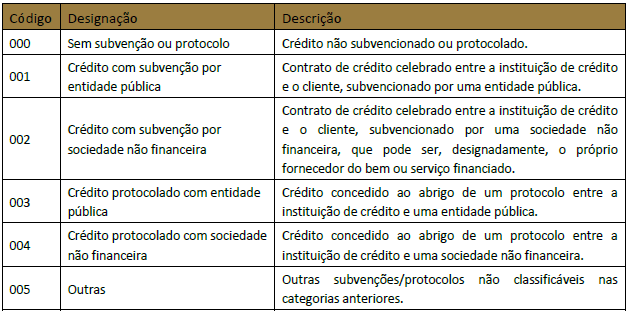 Código Designação Descrição
000 Sem subvenção ou protocolo Crédito não subvencionado ou protocolado.
001 Crédito com subvenção por entidade pública Contrato de crédito celebrado entre a instituição de crédito
e o cliente, subvencionado por uma entidade pública.
002 Crédito com subvenção por sociedade não financeira Contrato de crédito celebrado entre a instituição de crédito
e o cliente, subvencionado por uma sociedade não
financeira, que pode ser, designadamente, o próprio
fornecedor do bem ou serviço financiado.
003 Crédito protocolado com entidade pública Crédito concedido ao abrigo de um protocolo entre a
instituição de crédito e uma entidade pública.
004 Crédito protocolado com sociedade não financeira Crédito concedido ao abrigo de um protocolo entre a
instituição de crédito e uma sociedade não financeira.
005 Outras Outras subvenções/protocolos não classificáveis nas
categorias anteriores.